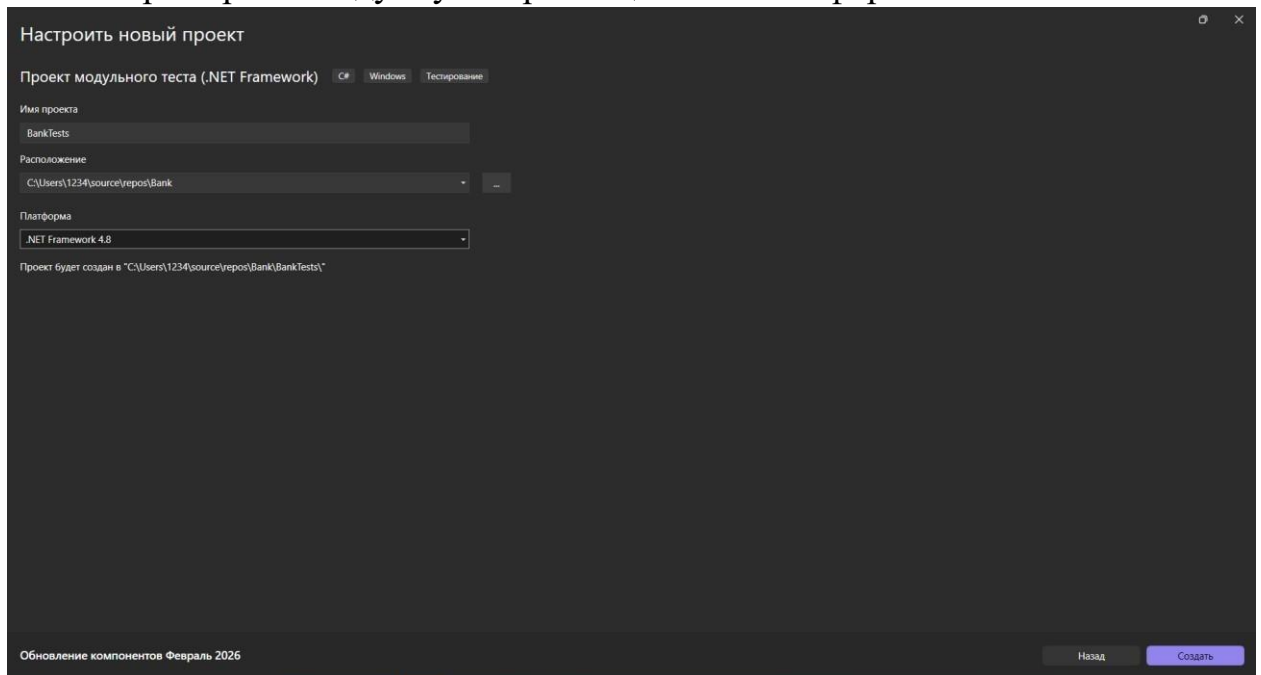 Настроить новый проект
Проект модульного теста (.NET Framework) C# Windows Тестирование
Имя проекта
BankTests
Расположение
C:\Users\1234\source\repos\Bank
...
Платформа
.NET Framework 4.8
Проект будет создан в "C:\Users\1234\source\repos\Bank\BankTests\"
Обновление компонентов Февраль 2026
Назад Создать